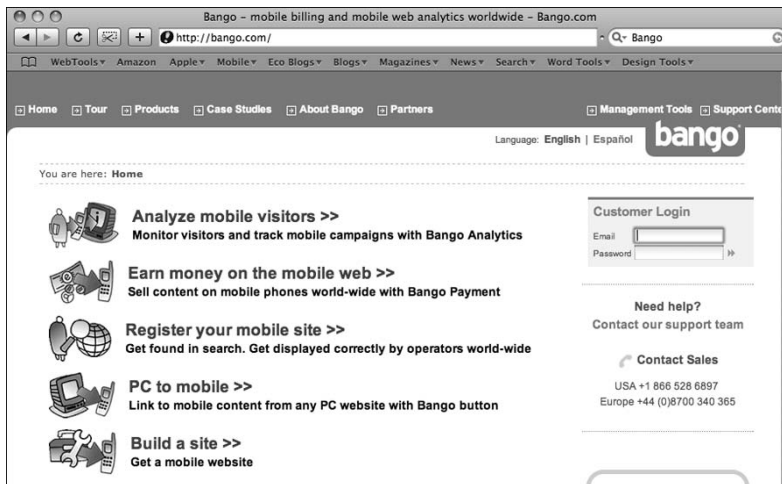 Bango – mobile billing and mobile web analytics worldwide – Bango.com
http://bango.com/
Bango
WebTools Amazon Apple Mobile Eco Blogs Blogs Magazines News Search Word Tools Design Tools
Home Tour Products Case Studies About Bango Partners Management Tools Support Cente
Language: English | Español
bango
You are here: Home
Analyze mobile visitors >>
Monitor visitors and track mobile campaigns with Bango Analytics
Earn money on the mobile web >>
Sell content on mobile phones world-wide with Bango Payment
Register your mobile site >>
Get found in search. Get displayed correctly by operators world-wide
PC to mobile >>
Link to mobile content from any PC website with Bango button
Build a site >>
Get a mobile website
Customer Login
Email
Password
Need help?
Contact our support team
Contact Sales
USA +1 866 528 6897
Europe +44 (0)8700 340 365